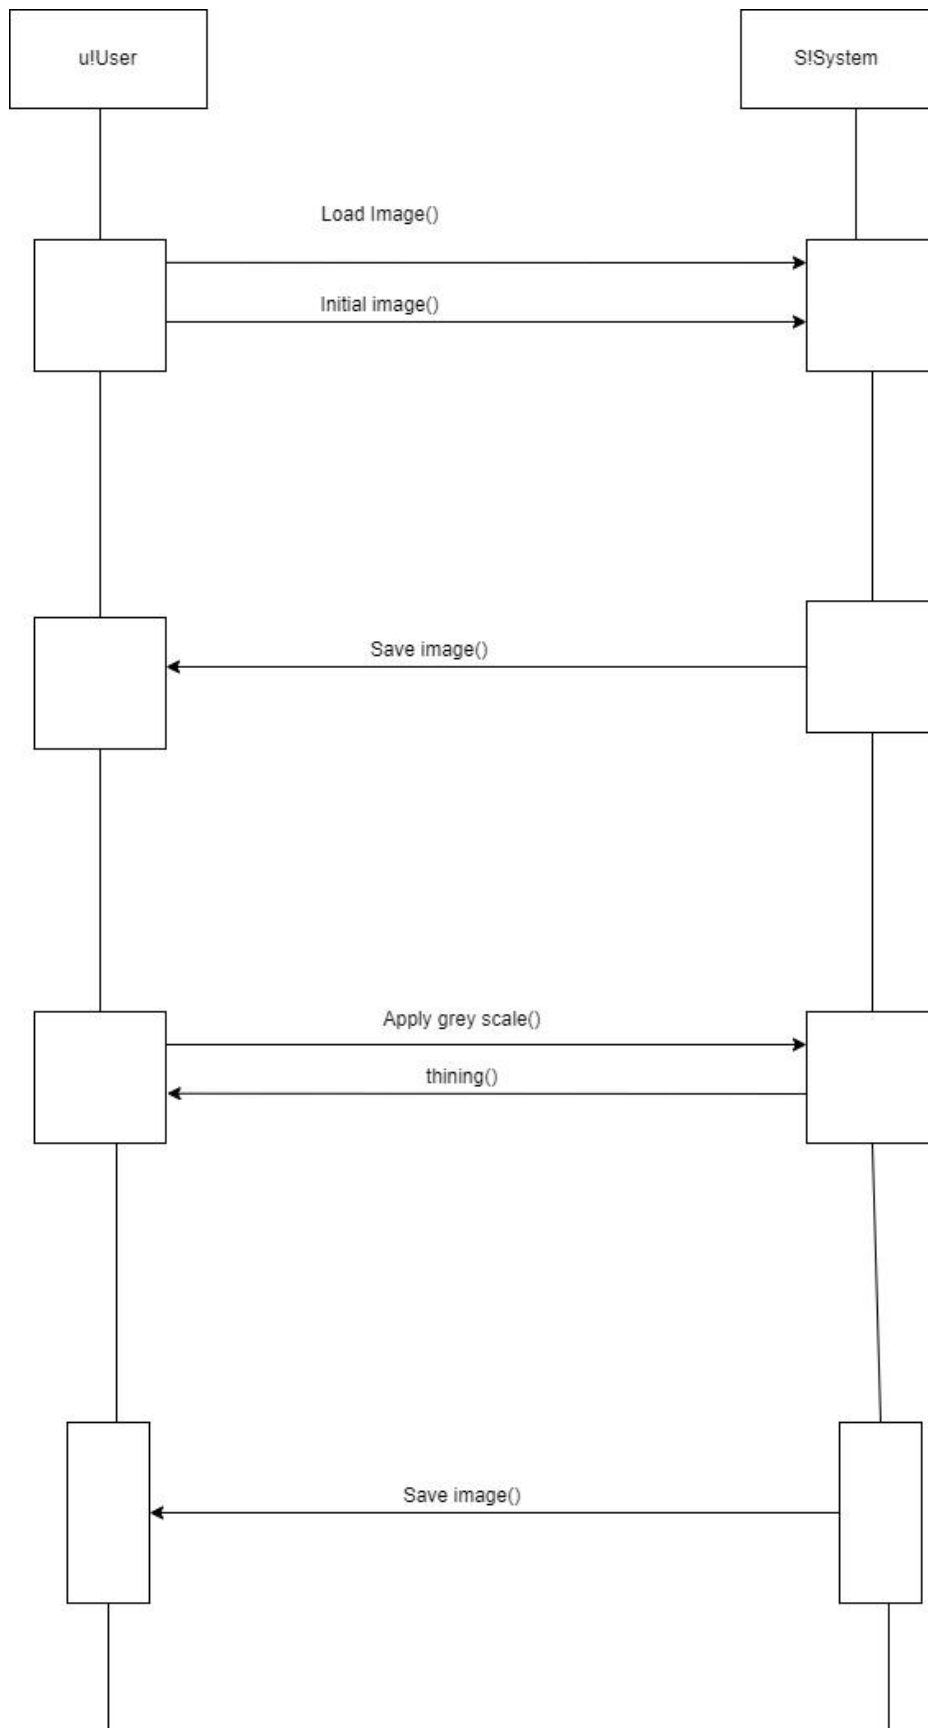 u!User
S!System
Load Image()
Initial image()
Save image()
Apply grey scale()
thining()
Save image()